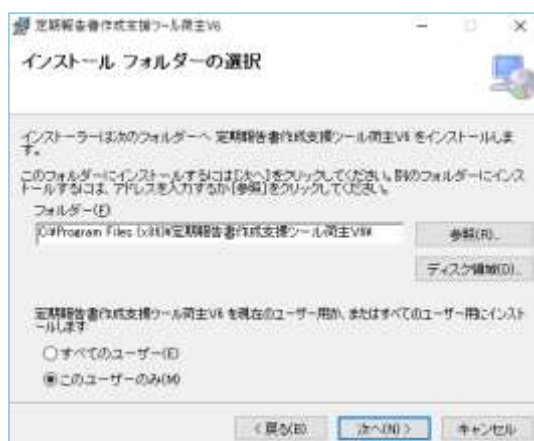 定期報告書作成支援ツール荷主V6
インストール フォルダーの選択
インストーラーは次のフォルダーへ 定期報告書作成支援ツール荷主V6 をインストールしま
す。
このフォルダーにインストールするには[次へ]をクリックしてください。別のフォルダーにインス
トールするには、アドレスを入力するか[参照]をクリックしてください。
フォルダー(F)
C:¥Program Files (x86)¥定期報告書作成支援ツール荷主V6¥
参照(R)...
ディスク領域(D)...
定期報告書作成支援ツール荷主V6 を現在のユーザー用か、またはすべてのユーザー用にインスト
ールします
すべてのユーザー(E)
このユーザーのみ(M)
< 戻る(B)
次へ(N) >
キャンセル